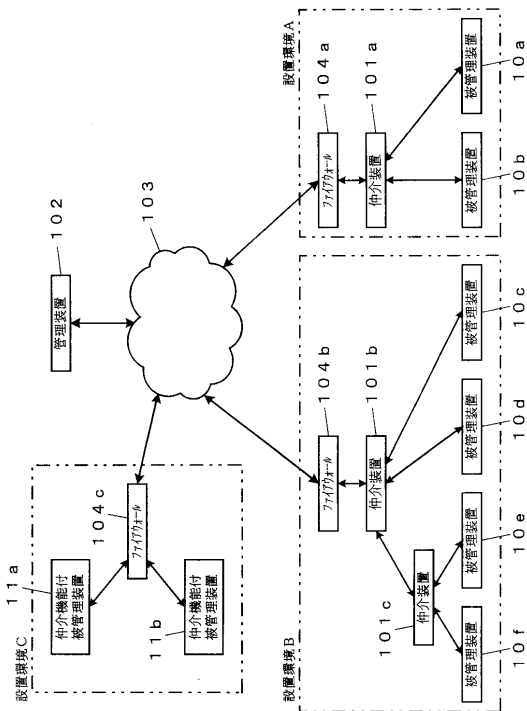 １０２
管理装置
１０３
設置環境Ｃ
１１ａ
仲介機能付
被管理装置
１０４ｃ
ファイアウォール
仲介機能付
被管理装置
１１ｂ
設置環境Ｂ
ファイアウォール
１０４ｂ
仲介装置
１０１ｂ
１０１ｃ
仲介装置
被管理装置
１０ｆ
被管理装置
１０ｅ
被管理装置
１０ｄ
被管理装置
１０ｃ
設置環境Ａ
ファイアウォール
１０４ａ
仲介装置
１０１ａ
被管理装置
１０ｂ
被管理装置
１０ａ